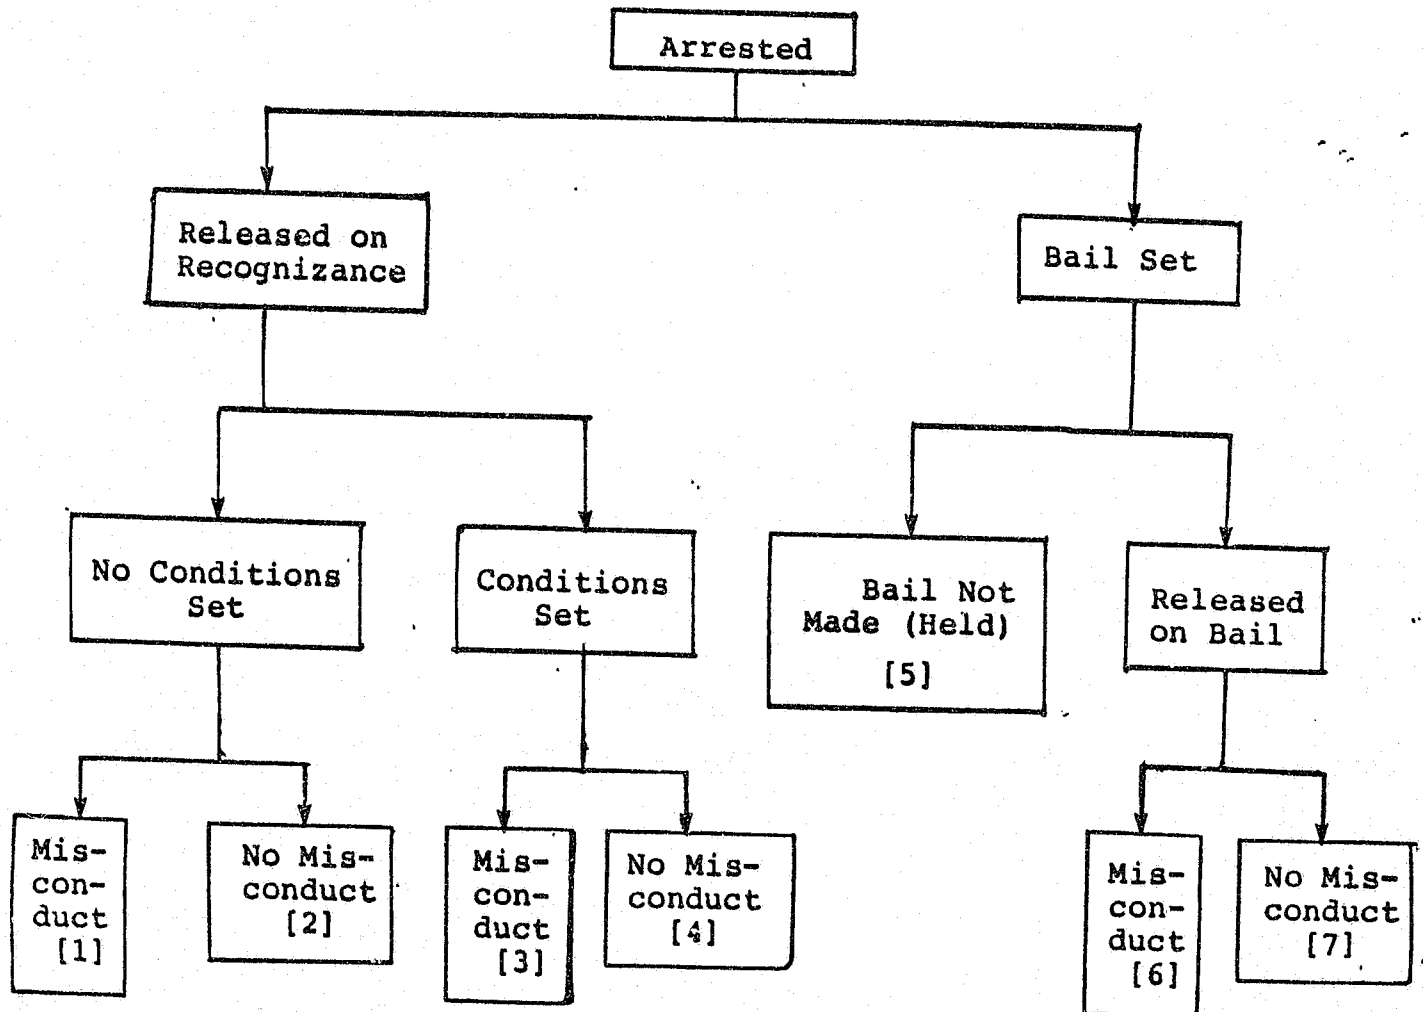 Arrested
Released on
Recognizance
Bail Set
No Conditions
Set
Conditions
Set
Bail Not
Made (Held)
[5]
Released
on Bail
Mis-
con-
duct
[1]
No Mis-
conduct
[2]
Mis-
con-
duct
[3]
No Mis-
conduct
[4]
Mis-
con-
duct
[6]
No Mis-
conduct
[7]